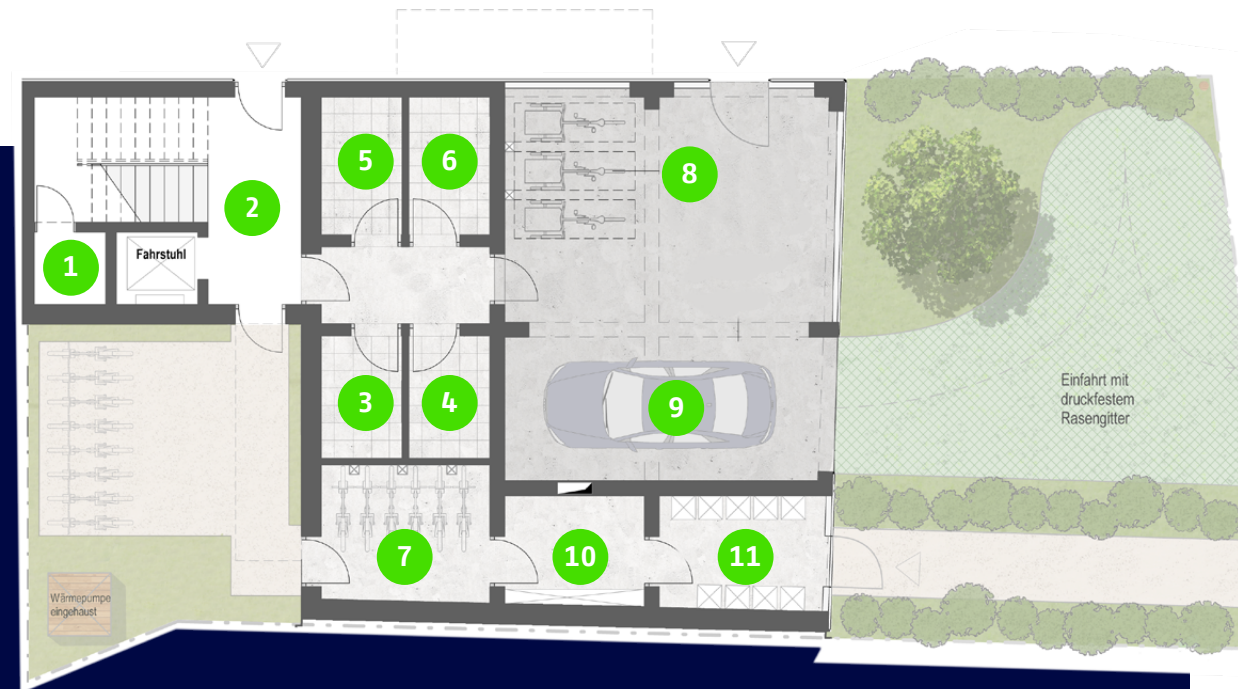 5
6
8
2
Fahrstuhl
1
3
4
9
Einfahrt mit
druckfestem
Rasengitter
7
10
11
Wärmepumpe
eingehaust